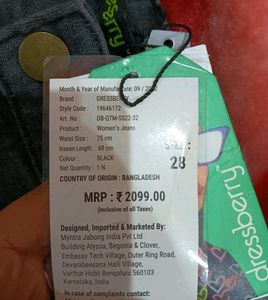 Month & Year of Manufacture: 09 / 2022
Brand : DRESSBERRY
Style : 19646172
Art No : DB-QTM-SS22-32
Product : Women's Jeans
Waist Size : 75 cm
Inseam Length : 69 cm
Colour : BLACK
Net Quantity : 1 N
SIZE :
28
COUNTRY OF ORIGIN : BANGLADESH
MRP : ₹ 2099.00
(Inclusive of all Taxes)
Designed, Imported & Marketed By:
Myntra Jabong India Pvt Ltd
Building Alyssa, Begonia & Clover,
Embassy Tech Village, Outer Ring Road,
Devarabeesana Halli Village,
Varthur Hobli Bengaluru 560103
Karnataka, India
In case of complaints contact:
dressberry